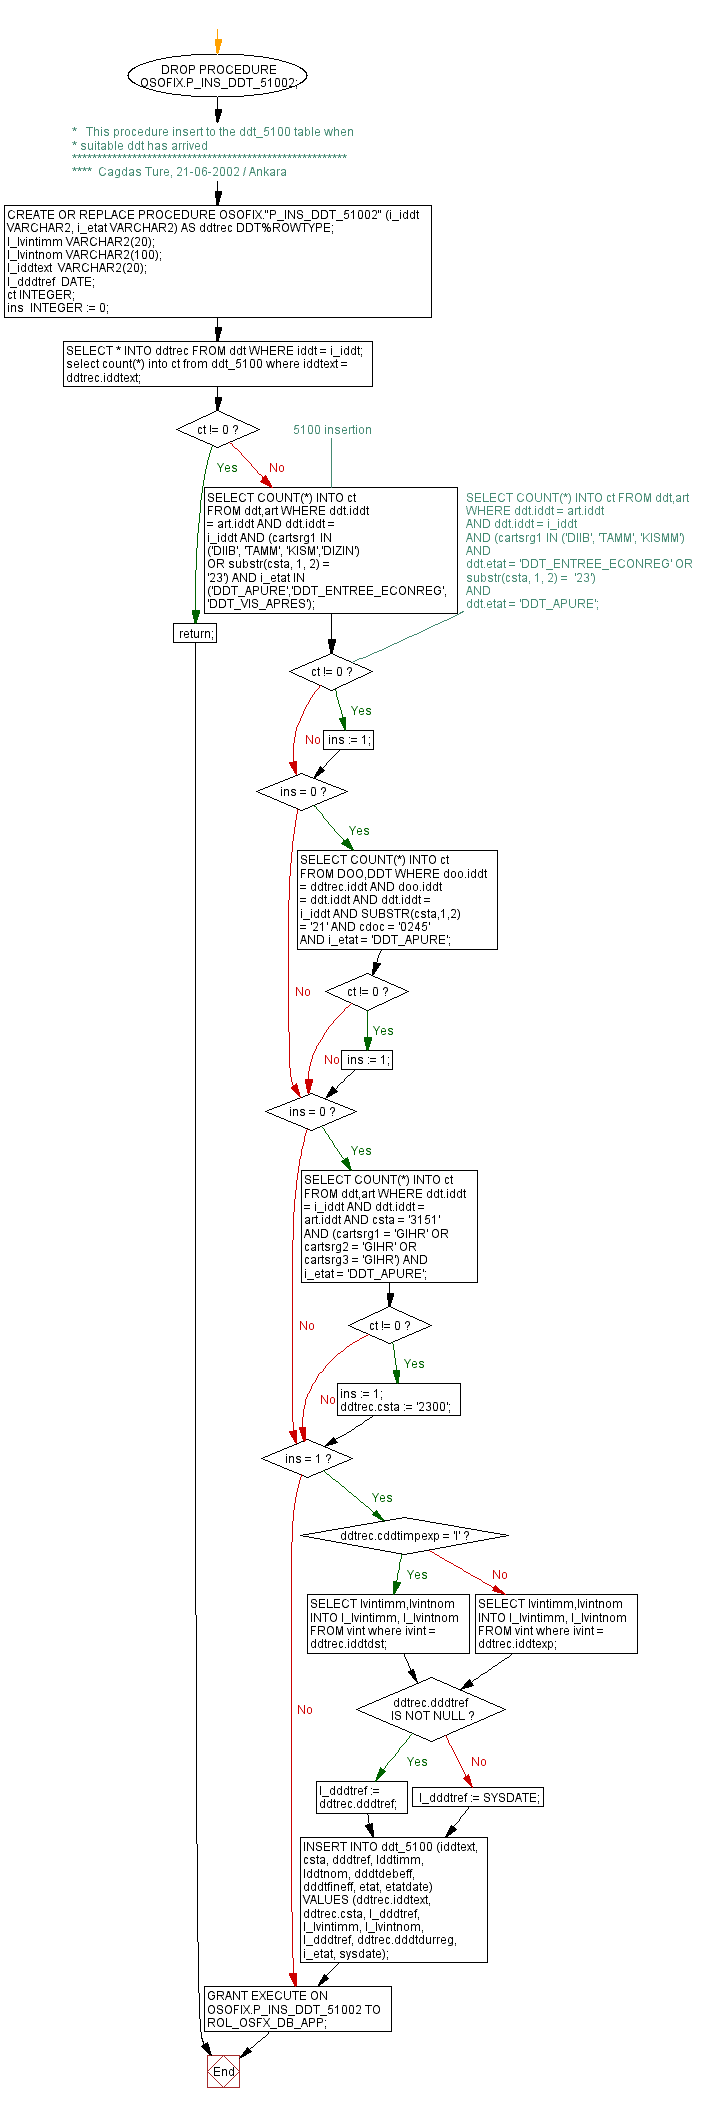 DROP PROCEDURE
OSOFIX.P_INS_DDT_51002;
*   This procedure insert to the ddt_5100 table when
* suitable ddt has arrived
*******************************************************
****  Cagdas Ture, 21-06-2002 / Ankara
CREATE OR REPLACE PROCEDURE OSOFIX."P_INS_DDT_51002" (i_iddt
VARCHAR2, i_etat VARCHAR2) AS ddtrec DDT%ROWTYPE;
l_lvintimm VARCHAR2(20);
l_lvintnom VARCHAR2(100);
l_iddtext  VARCHAR2(20);
l_dddtref  DATE;
ct INTEGER;
ins  INTEGER := 0;
SELECT * INTO ddtrec FROM ddt WHERE iddt = i_iddt;
select count(*) into ct from ddt_5100 where iddtext =
ddtrec.iddtext;
ct != 0 ?
5100 insertion
Yes
No
SELECT COUNT(*) INTO ct
FROM ddt,art WHERE ddt.iddt
= art.iddt AND ddt.iddt =
i_iddt AND (cartsrg1 IN
('DIIB', 'TAMM', 'KISM','DIZIN')
OR substr(csta, 1, 2) =
'23') AND i_etat IN
('DDT_APURE','DDT_ENTREE_ECONREG',
'DDT_VIS_APRES');
SELECT COUNT(*) INTO ct FROM ddt,art
WHERE ddt.iddt = art.iddt
AND ddt.iddt = i_iddt
AND (cartsrg1 IN ('DIIB', 'TAMM', 'KISMM')
AND
ddt.etat = 'DDT_ENTREE_ECONREG' OR
substr(csta, 1, 2) =  '23')
AND
ddt.etat = 'DDT_APURE';
return;
ct != 0 ?
Yes
No
ins := 1;
ins = 0 ?
Yes
SELECT COUNT(*) INTO ct
FROM DOO,DDT WHERE doo.iddt
= ddtrec.iddt AND doo.iddt
= ddt.iddt AND ddt.iddt =
i_iddt AND SUBSTR(csta,1,2)
= '21' AND cdoc = '0245'
AND i_etat = 'DDT_APURE';
No
ct != 0 ?
Yes
No
ins := 1;
ins = 0 ?
Yes
SELECT COUNT(*) INTO ct
FROM ddt,art WHERE ddt.iddt
= i_iddt AND ddt.iddt =
art.iddt AND csta = '3151'
AND (cartsrg1 = 'GIHR' OR
cartsrg2 = 'GIHR' OR
cartsrg3 = 'GIHR') AND
i_etat = 'DDT_APURE';
No
ct != 0 ?
Yes
No
ins := 1;
ddtrec.csta := '2300';
ins = 1 ?
Yes
ddtrec.cddtimpexp = 'I' ?
Yes
No
SELECT lvintimm,lvintnom
INTO l_lvintimm, l_lvintnom
FROM vint where ivint =
ddtrec.iddtdst;
SELECT lvintimm,lvintnom
INTO l_lvintimm, l_lvintnom
FROM vint where ivint =
ddtrec.iddtexp;
ddtrec.dddtref
IS NOT NULL ?
No
Yes
No
l_dddtref :=
ddtrec.dddtref;
l_dddtref := SYSDATE;
INSERT INTO ddt_5100 (iddtext,
csta, dddtref, lddtimm,
lddtnom, dddtdebeff,
dddtfineff, etat, etatdate)
VALUES (ddtrec.iddtext,
ddtrec.csta, l_dddtref,
l_lvintimm, l_lvintnom,
l_dddtref, ddtrec.dddtdurreg,
i_etat, sysdate);
GRANT EXECUTE ON
OSOFIX.P_INS_DDT_51002 TO
ROL_OSFX_DB_APP;
End